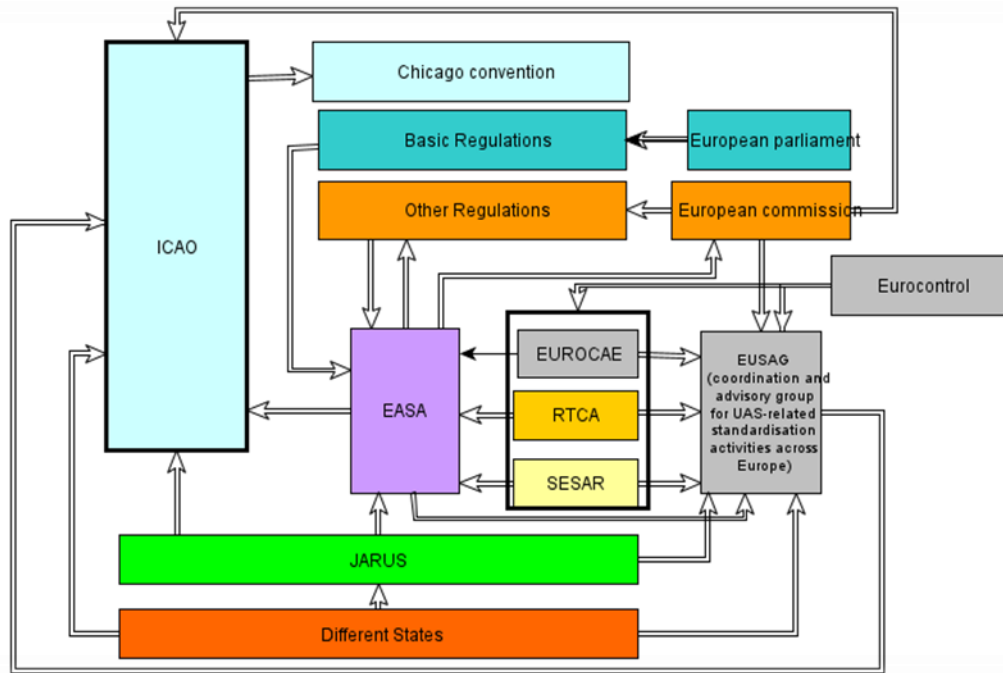 Chicago convention
Basic Regulations
European parliament
Other Regulations
European commission
ICAO
Eurocontrol
EUROCAE
EASA
RTCA
SESAR
EUSAG
(coordination and
advisory group
for UAS-related
standardisation
activities across
Europe)
JARUS
Different States